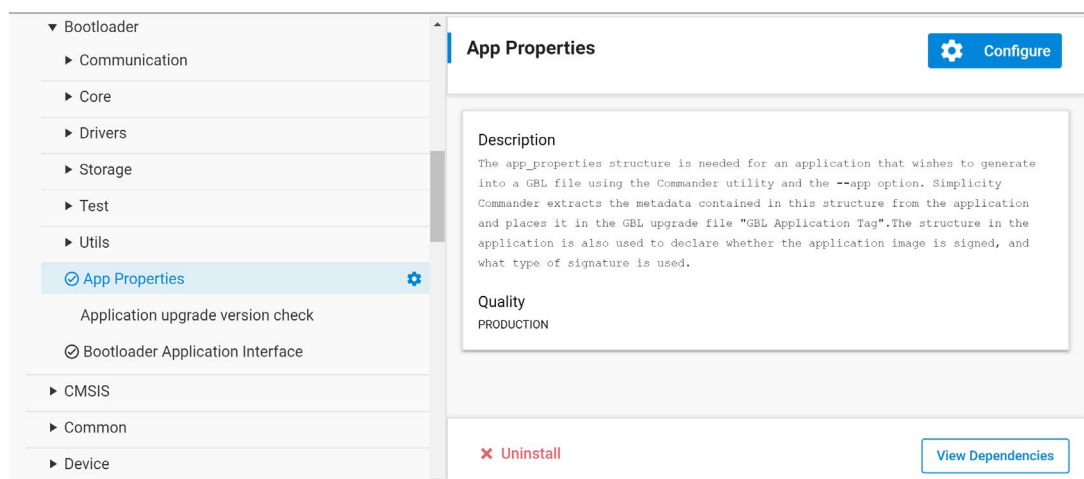 Bootloader
Communication
Core
Drivers
Storage
Test
Utils
App Properties
Application upgrade version check
Bootloader Application Interface
CMSIS
Common
Device
App Properties
Configure
Description
The app_properties structure is needed for an application that wishes to generate
into a GBL file using the Commander utility and the --app option. Simplicity
Commander extracts the metadata contained in this structure from the application
and places it in the GBL upgrade file "GBL Application Tag".The structure in the
application is also used to declare whether the application image is signed, and
what type of signature is used.
Quality
PRODUCTION
Uninstall
View Dependencies